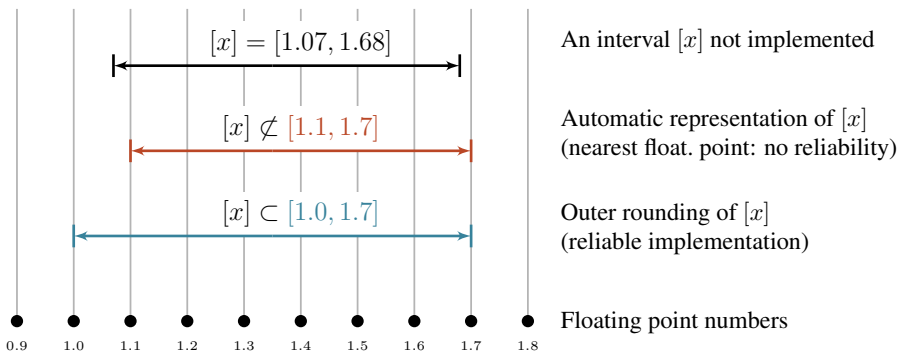 [x] = [1.07, 1.68]
An interval [x] not implemented
[x] ⊄ [1.1, 1.7]
Automatic representation of [x]
(nearest float. point: no reliability)
[x] ⊂ [1.0, 1.7]
Outer rounding of [x]
(reliable implementation)
Floating point numbers
0.9 1.0 1.1 1.2 1.3 1.4 1.5 1.6 1.7 1.8